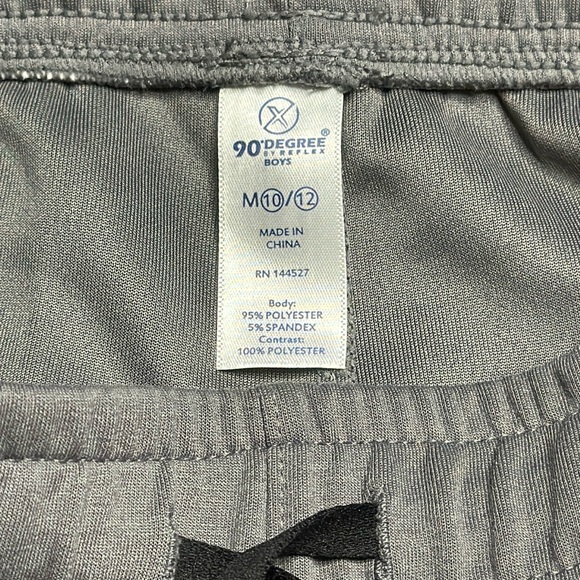 X
90°DEGREE®
BY REFLEX
BOYS
M⑩/⑫
MADE IN
CHINA
RN 144527
Body:
95% POLYESTER
5% SPANDEX
Contrast:
100% POLYESTER